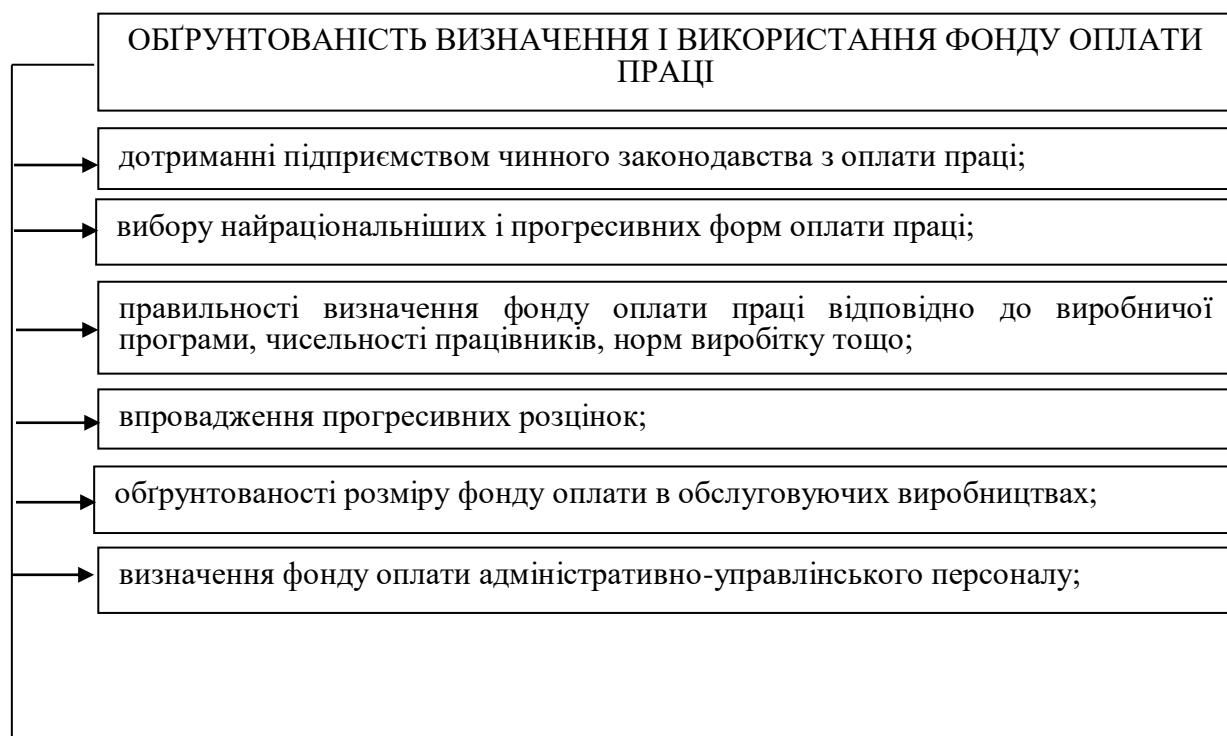 ОБҐРУНТОВАНІСТЬ ВИЗНАЧЕННЯ І ВИКОРИСТАННЯ ФОНДУ ОПЛАТИ
ПРАЦІ
дотриманні підприємством чинного законодавства з оплати праці;
вибору найраціональніших і прогресивних форм оплати праці;
правильності визначення фонду оплати праці відповідно до виробничої
програми, чисельності працівників, норм виробітку тощо;
впровадження прогресивних розцінок;
обґрунтованості розміру фонду оплати в обслуговуючих виробництвах;
визначення фонду оплати адміністративно-управлінського персоналу;